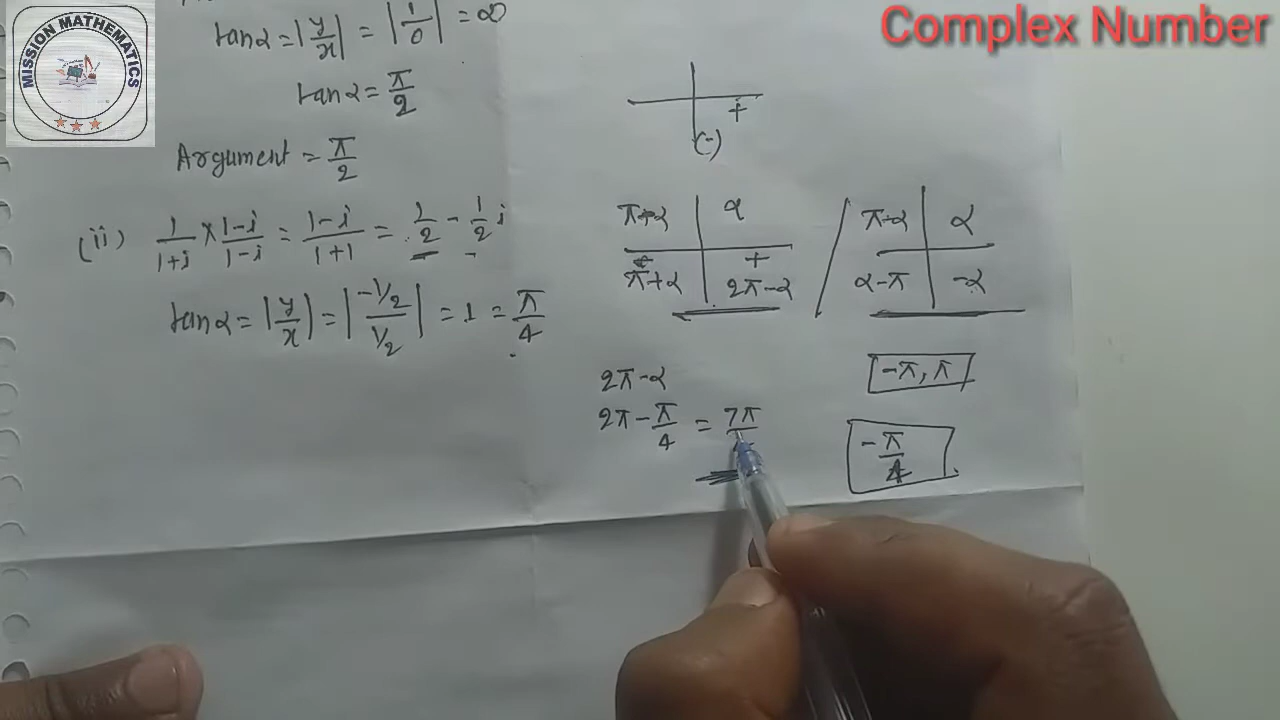 MISSION MATHEMATICS
Complex Number
tanα = |y/x| = |1/0| = ∞
tanα = π/2
Argument = π/2
(ii) 1/1+i × 1-i/1-i = 1-i/1+1 = 1/2 - 1/2 i
tanα = |y/x| = |-1/2 / 1/2| = 1 = π/4
+
(-)
α
+
π+α 2π-α
π-α α
α-π -α
2π-α
2π - π/4 = 7π
-π, π
-π/4